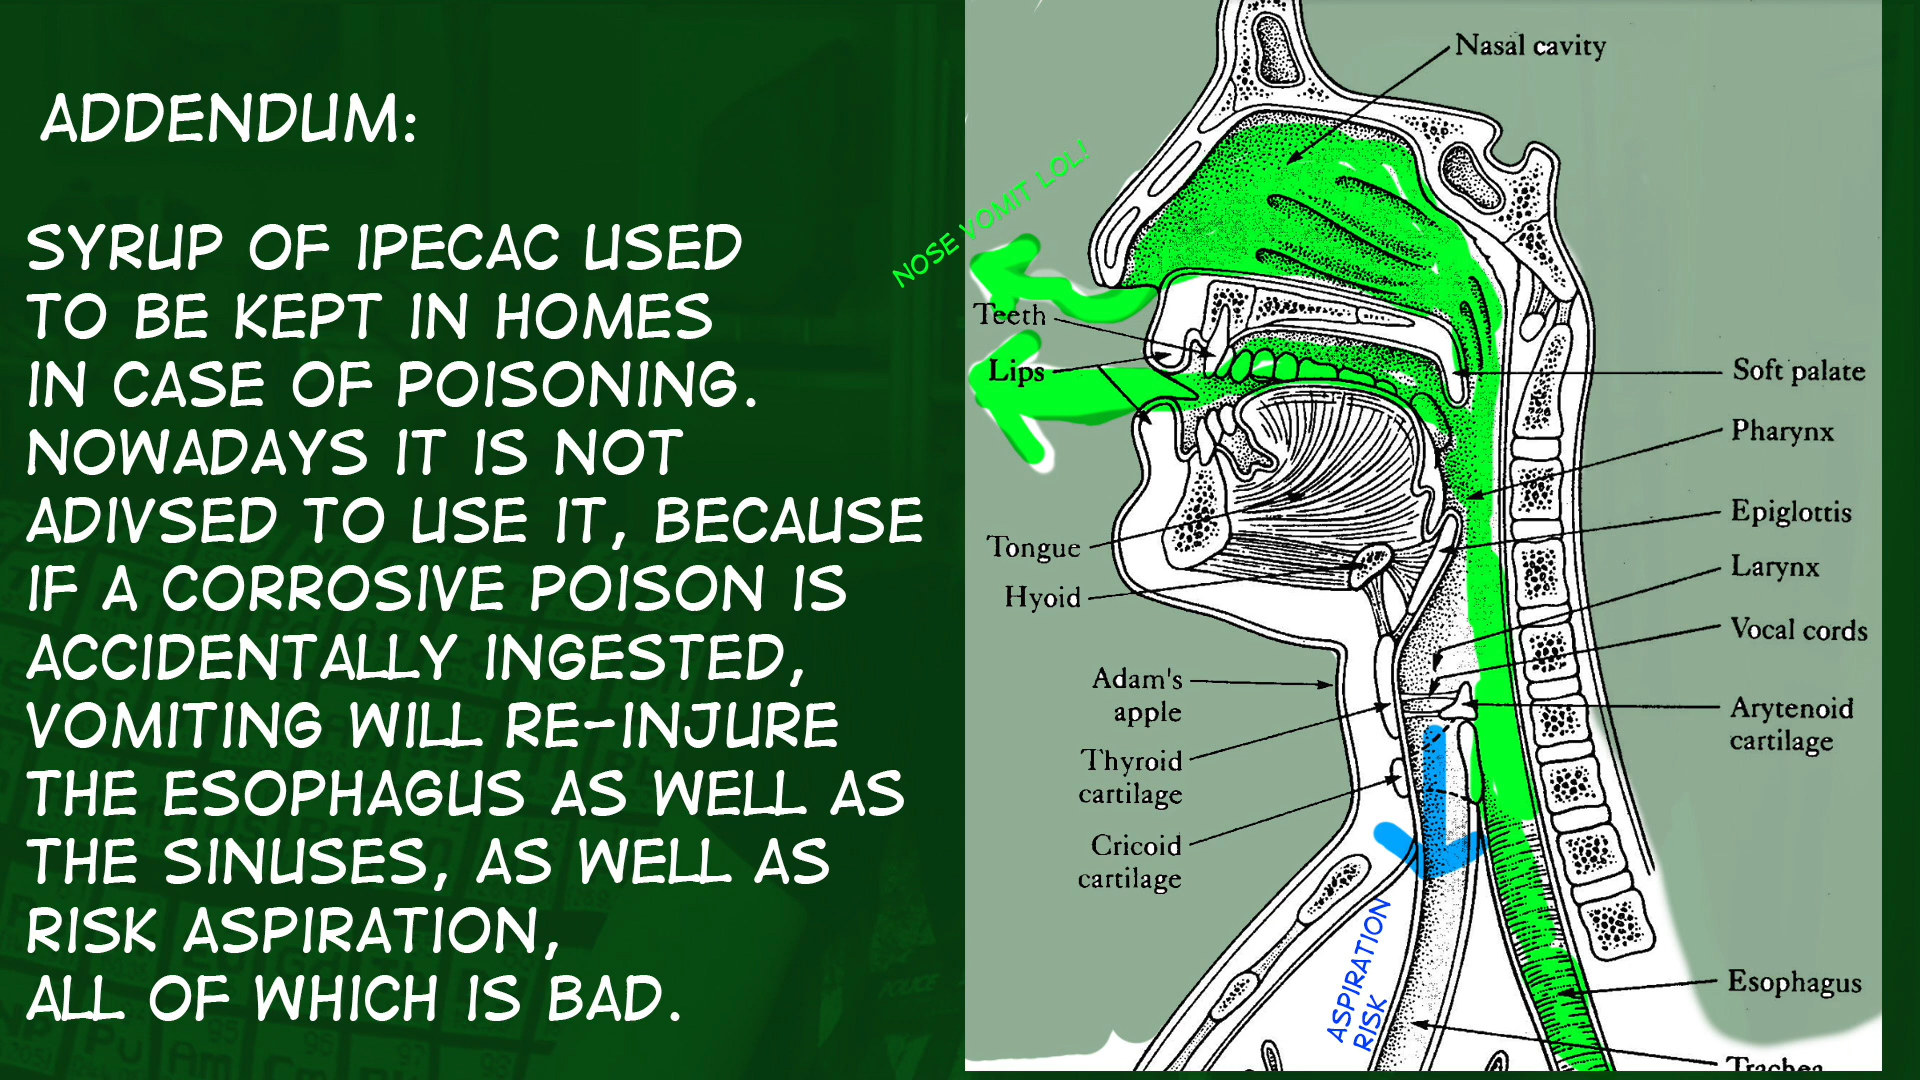 ADDENDUM:
SYRUP OF IPECAC USED
TO BE KEPT IN HOMES
IN CASE OF POISONING.
NOWADAYS IT IS NOT
ADIVSED TO USE IT, BECAUSE
IF A CORROSIVE POISON IS
ACCIDENTALLY INGESTED,
VOMITING WILL RE-INJURE
THE ESOPHAGUS AS WELL AS
THE SINUSES, AS WELL AS
RISK ASPIRATION,
ALL OF WHICH IS BAD.
NOSE VOMIT LOL!
Nasal cavity
Teeth
Lips
Tongue
Hyoid
Adam's
apple
Thyroid
cartilage
Cricoid
cartilage
Soft palate
Pharynx
Epiglottis
Larynx
Vocal cords
Arytenoid
cartilage
Esophagus
Trachea
ASPIRATION
RISK
95
Pu
Am
Cm